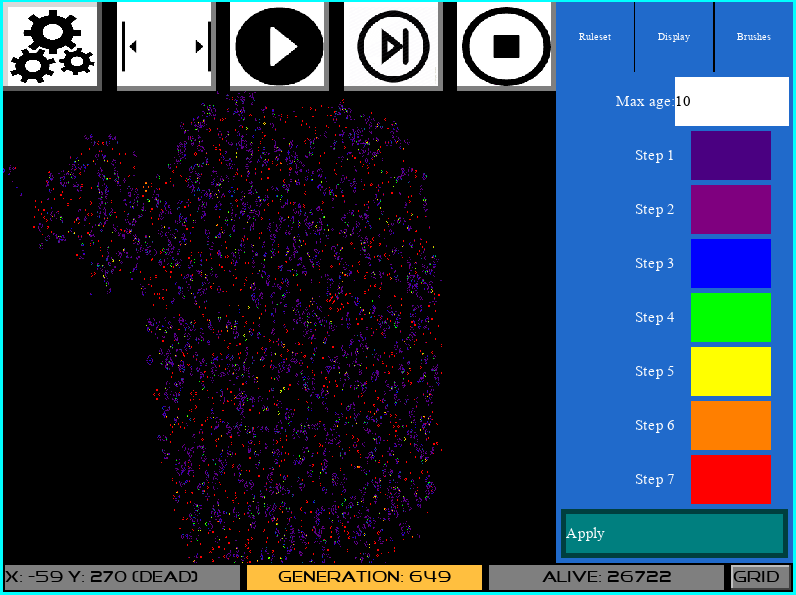 Ruleset
Display
Brushes
Max age:10
Step 1
Step 2
Step 3
Step 4
Step 5
Step 6
Step 7
Apply
X: -59 Y: 270 (DEAD)
GENERATION: 649
ALIVE: 26722
GRID